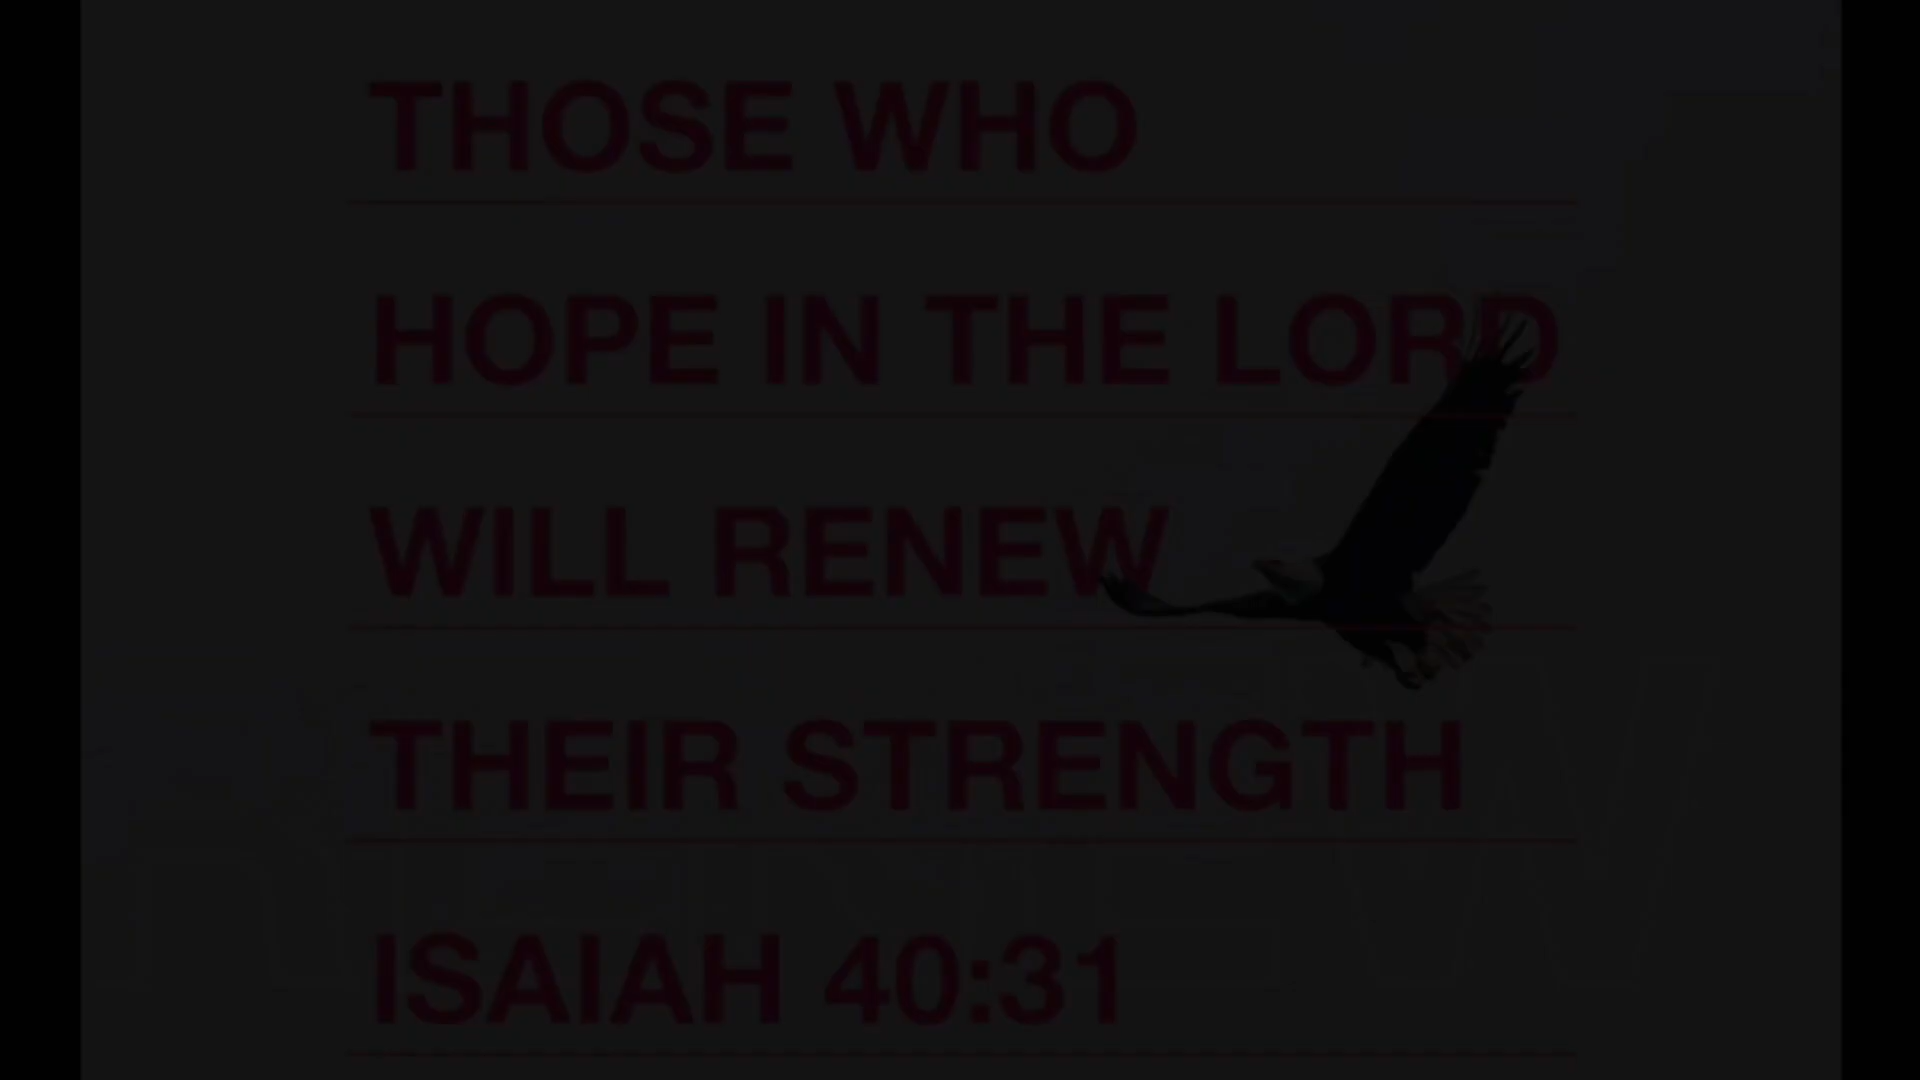 THOSE WHO
HOPE IN THE LORD
WILL RENEW
THEIR STRENGTH
ISAIAH 40:31